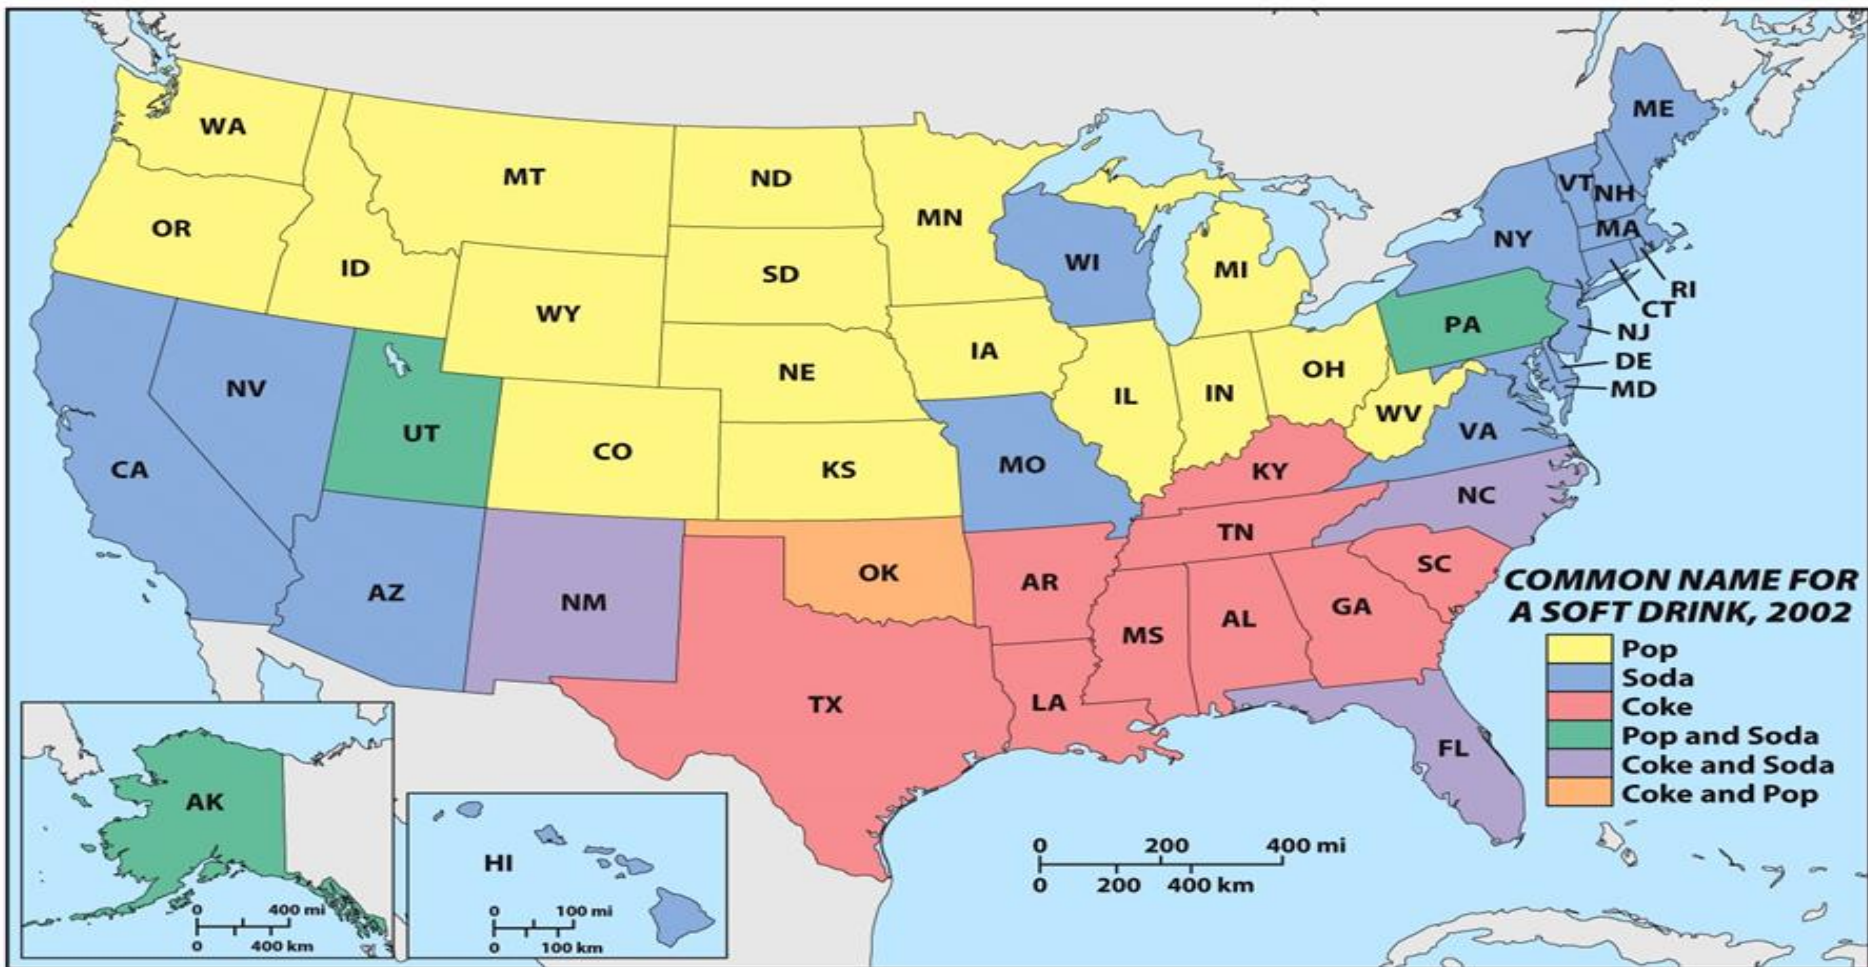 WA
MT
ND
MN
ME
VT
NH
OR
ID
SD
WI
MI
NY
MA
WY
RI
CT
IA
PA
NJ
NE
OH
DE
NV
IL
IN
MD
WV
UT
CO
VA
CA
KS
MO
KY
NC
TN
AZ
NM
OK
AR
SC
MS
AL
GA
TX
LA
FL
COMMON NAME FOR
A SOFT DRINK, 2002
Pop
Soda
Coke
Pop and Soda
Coke and Soda
Coke and Pop
AK
0 400 mi
0 400 km
HI
0 100 mi
0 100 km
0 200 400 mi
0 200 400 km